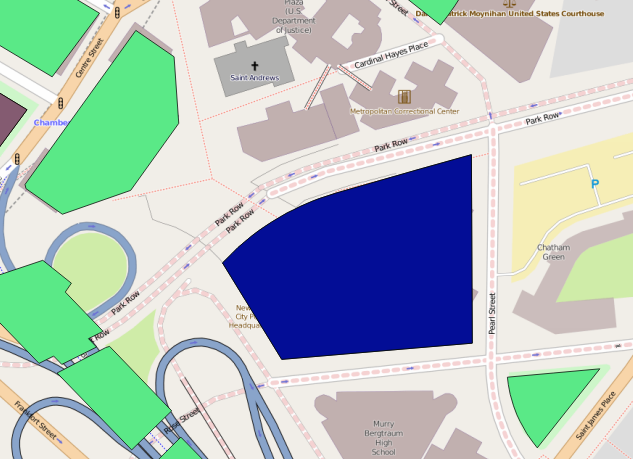 Plaza
(U.S.
Department
of Justice)
Street
Patrick Moynihan United States Courthouse
Centre Street
Cardinal Hayes Place
Saint Andrews
Metropolitan Correctional Center
Chamber
Park Row
Park Row
Park Row
Park Row
P
Chatham
Green
Park Row
Row
New
City P
Headqua
Pearl Street
Rose Street
Frankfort Street
Murry
Bergtraum
High
School
Saint James Place